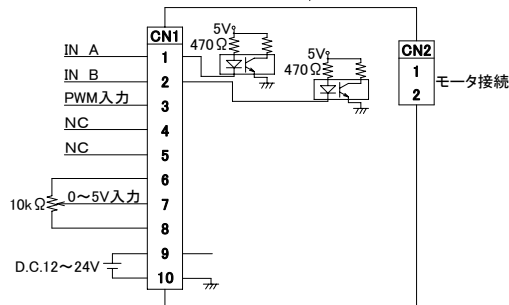 5V
CN1
470Ω
5V
CN2
IN A
1
470Ω
1
IN B
2
2
モータ接続
PWM入力
3
NC
4
NC
5
6
10kΩ
0～5V入力
7
8
9
D.C.12～24V
10